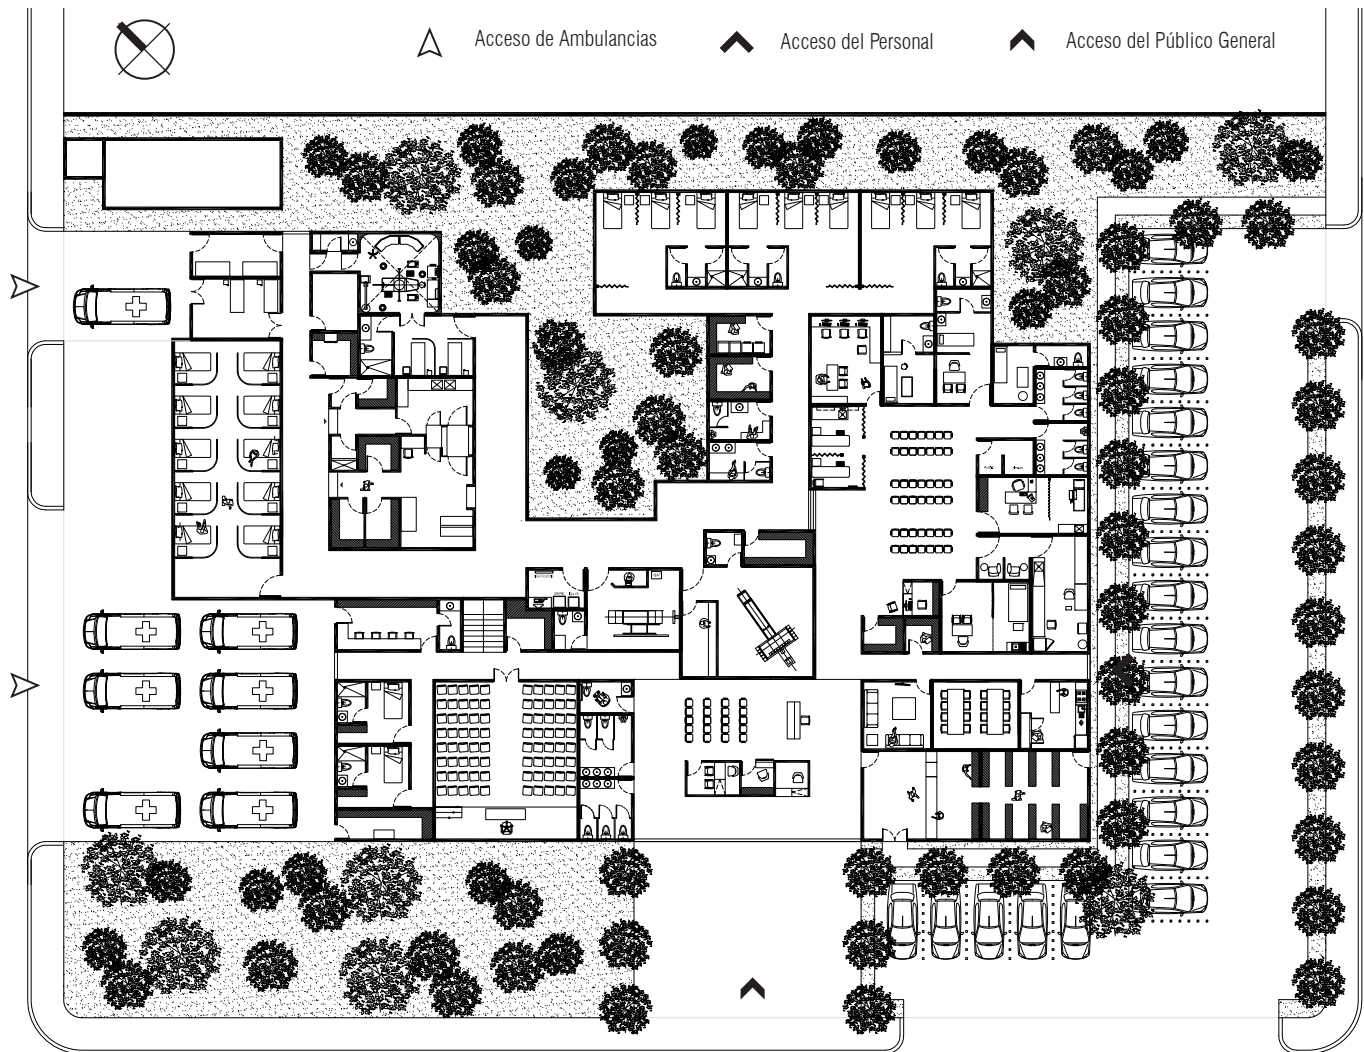 Acceso de Ambulancias
Acceso del Personal
Acceso del Público General